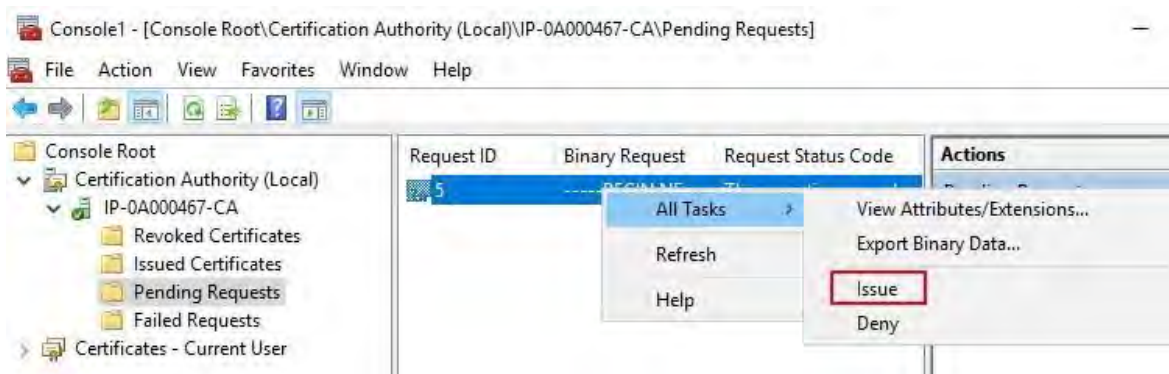 Console1 - [Console Root\Certification Authority (Local)\IP-0A000467-CA\Pending Requests]
File Action View Favorites Window Help
Console Root
Certification Authority (Local)
IP-0A000467-CA
Revoked Certificates
Issued Certificates
Pending Requests
Failed Requests
Certificates - Current User
Request ID Binary Request Request Status Code
5
All Tasks
Refresh
Help
Actions
View Attributes/Extensions...
Export Binary Data...
Issue
Deny